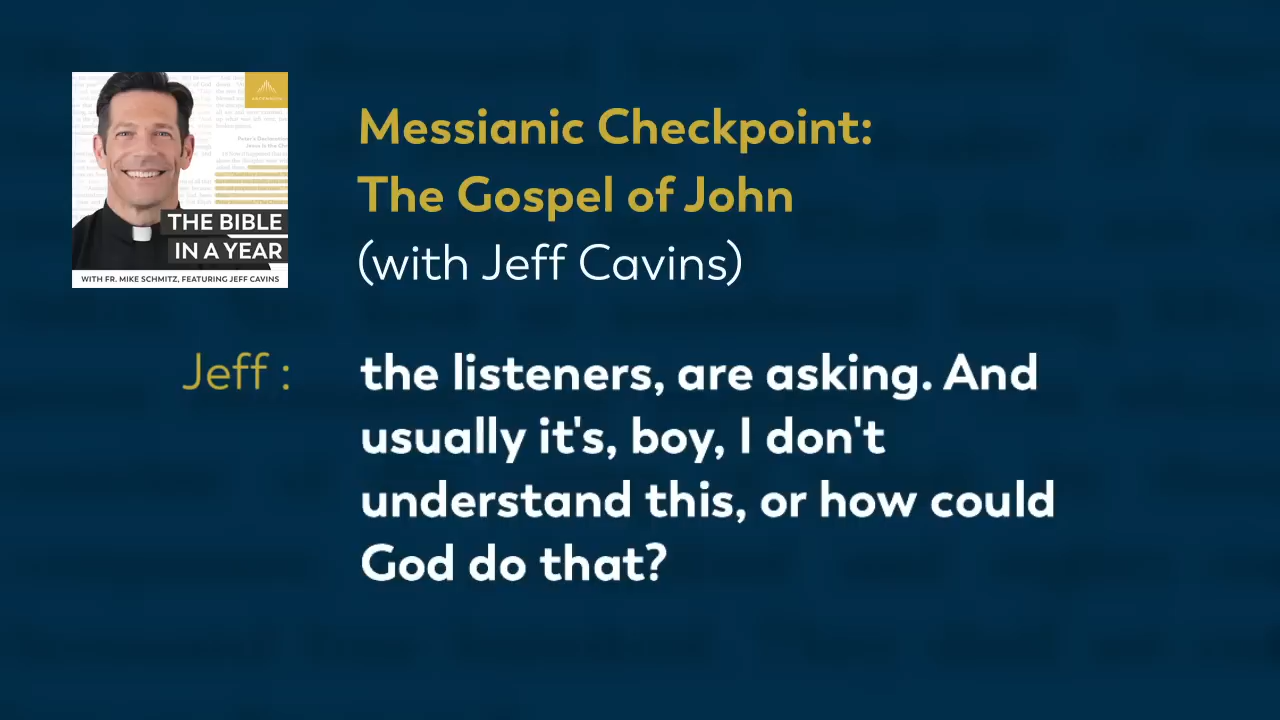 Messianic Checkpoint:
The Gospel of John
(with Jeff Cavins)
THE BIBLE
IN A YEAR
WITH FR. MIKE SCHMITZ, FEATURING JEFF CAVINS
Jeff : the listeners, are asking. And
usually it's, boy, I don't
understand this, or how could
God do that?